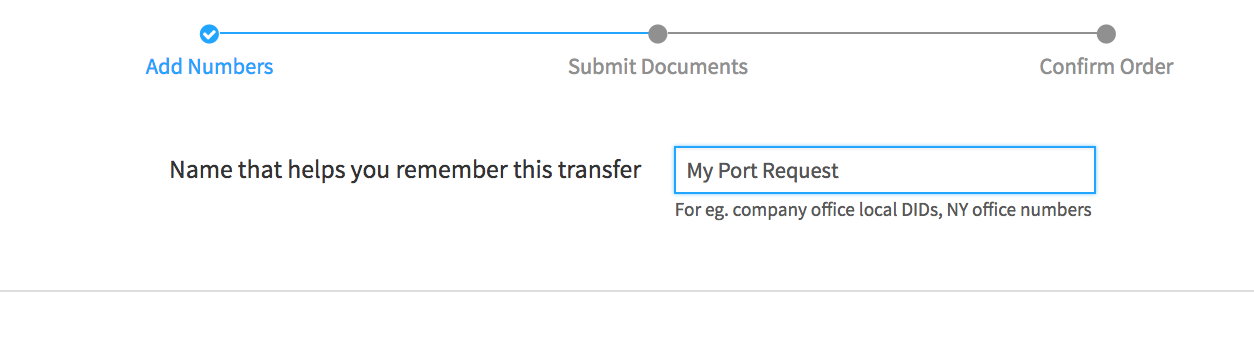 Add Numbers
Submit Documents
Confirm Order
Name that helps you remember this transfer
My Port Request
For eg. company office local DIDs, NY office numbers